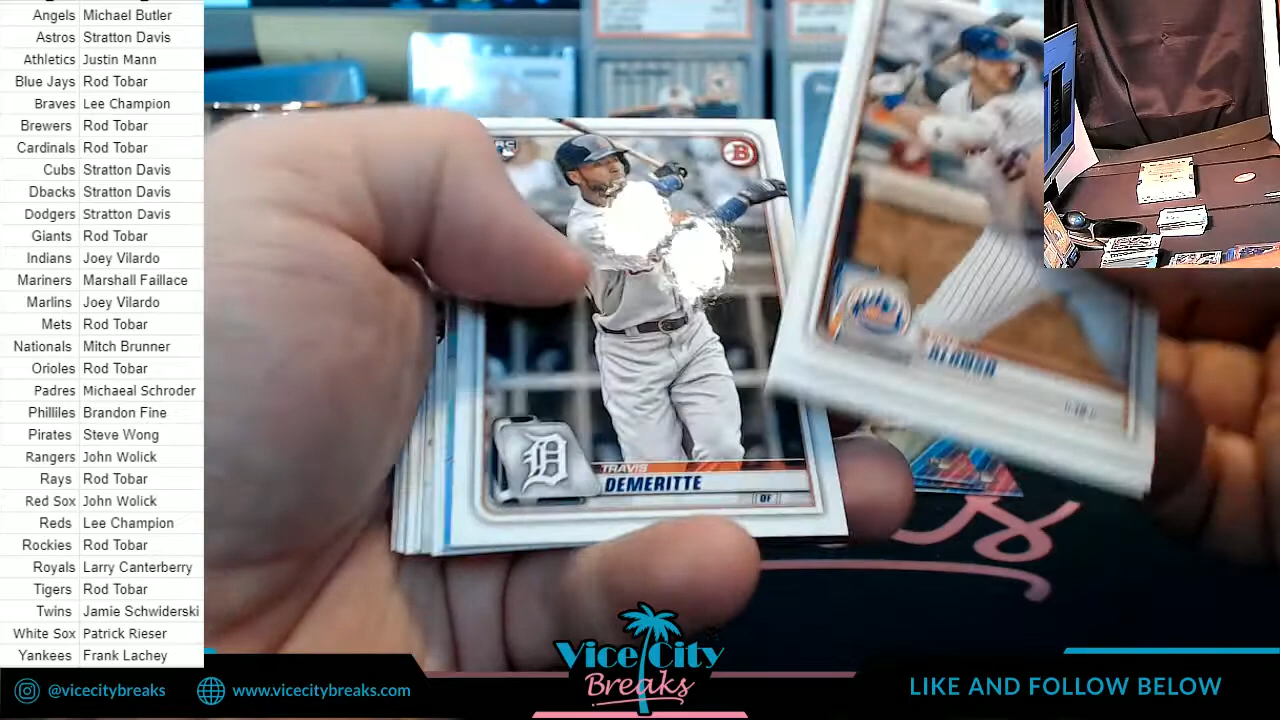 Angels Michael Butler
Astros Stratton Davis
Athletics Justin Mann
Blue Jays Rod Tobar
Braves Lee Champion
Brewers Rod Tobar
Cardinals Rod Tobar
Cubs Stratton Davis
Dbacks Stratton Davis
Dodgers Stratton Davis
Giants Rod Tobar
Indians Joey Vilardo
Mariners Marshall Faillace
Marlins Joey Vilardo
Mets Rod Tobar
Nationals Mitch Brunner
Orioles Rod Tobar
Padres Michaeal Schroder
Philliles Brandon Fine
Pirates Steve Wong
Rangers John Wolick
Rays Rod Tobar
Red Sox John Wolick
Reds Lee Champion
Rockies Rod Tobar
Royals Larry Canterberry
Tigers Rod Tobar
Twins Jamie Schwiderski
White Sox Patrick Rieser
Yankees Frank Lachey
B
D
TRAVIS
DEMERITTE
OF
@vicecitybreaks
www.vicecitybreaks.com
Vice City
Breaks
LIKE AND FOLLOW BELOW